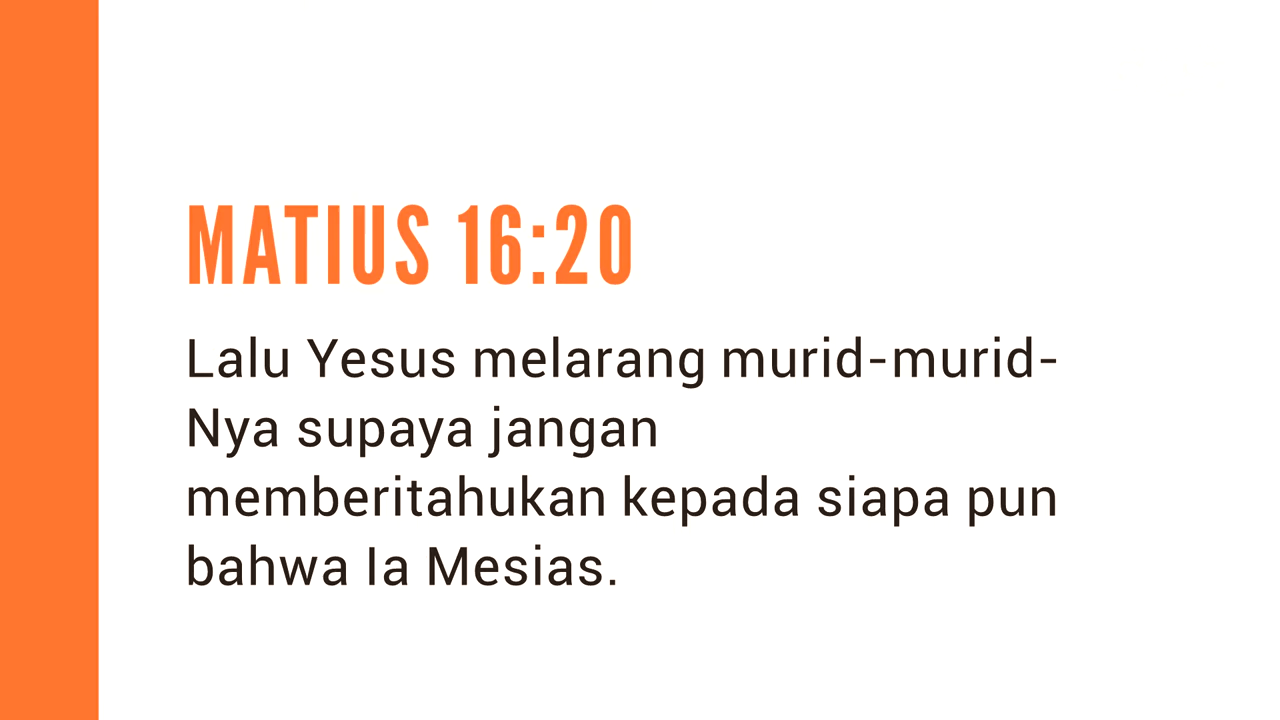 MATIUS 16:20
Lalu Yesus melarang murid-murid-
Nya supaya jangan
memberitahukan kepada siapa pun
bahwa Ia Mesias.